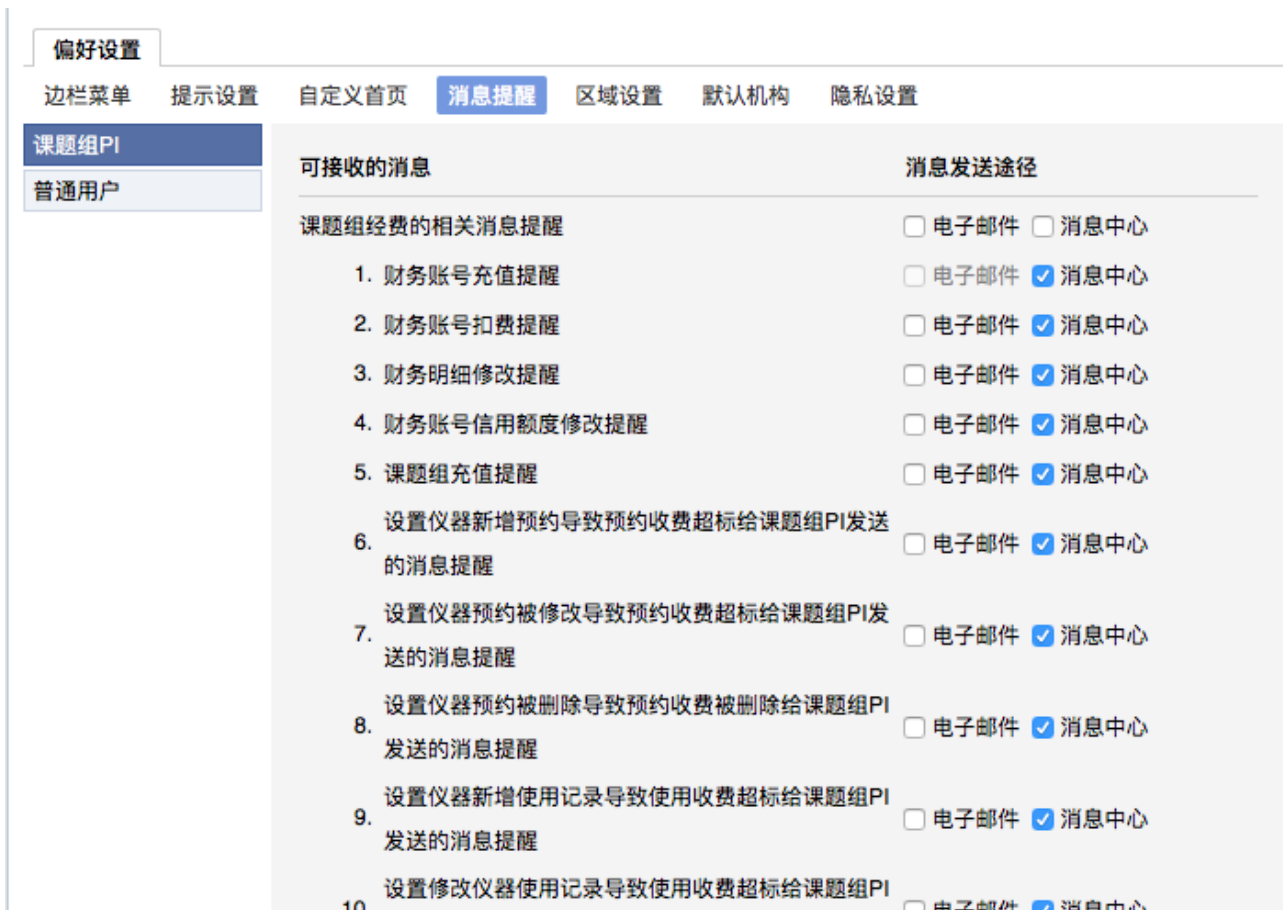 偏好设置
边栏菜单 提示设置 自定义首页 消息提醒 区域设置 默认机构 隐私设置
课题组PI
普通用户
可接收的消息 消息发送途径
课题组经费的相关消息提醒 电子邮件 消息中心
1. 财务账号充值提醒 电子邮件 消息中心
2. 财务账号扣费提醒 电子邮件 消息中心
3. 财务明细修改提醒 电子邮件 消息中心
4. 财务账号信用额度修改提醒 电子邮件 消息中心
5. 课题组充值提醒 电子邮件 消息中心
6. 设置仪器新增预约导致预约收费超标给课题组PI发送
的消息提醒 电子邮件 消息中心
7. 设置仪器预约被修改导致预约收费超标给课题组PI发
送的消息提醒 电子邮件 消息中心
8. 设置仪器预约被删除导致预约收费被删除给课题组PI
发送的消息提醒 电子邮件 消息中心
9. 设置仪器新增使用记录导致使用收费超标给课题组PI
发送的消息提醒 电子邮件 消息中心
10. 设置修改仪器使用记录导致使用收费超标给课题组PI
电子邮件 消息中心